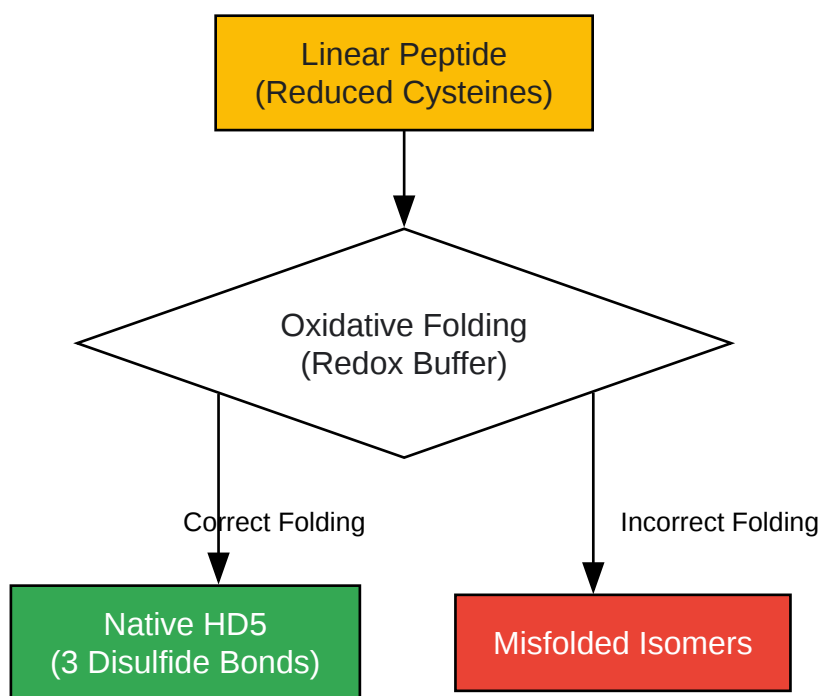 Linear Peptide
(Reduced Cysteines)
Oxidative Folding
(Redox Buffer)
Correct Folding
Incorrect Folding
Native HD5
(3 Disulfide Bonds)
Misfolded Isomers